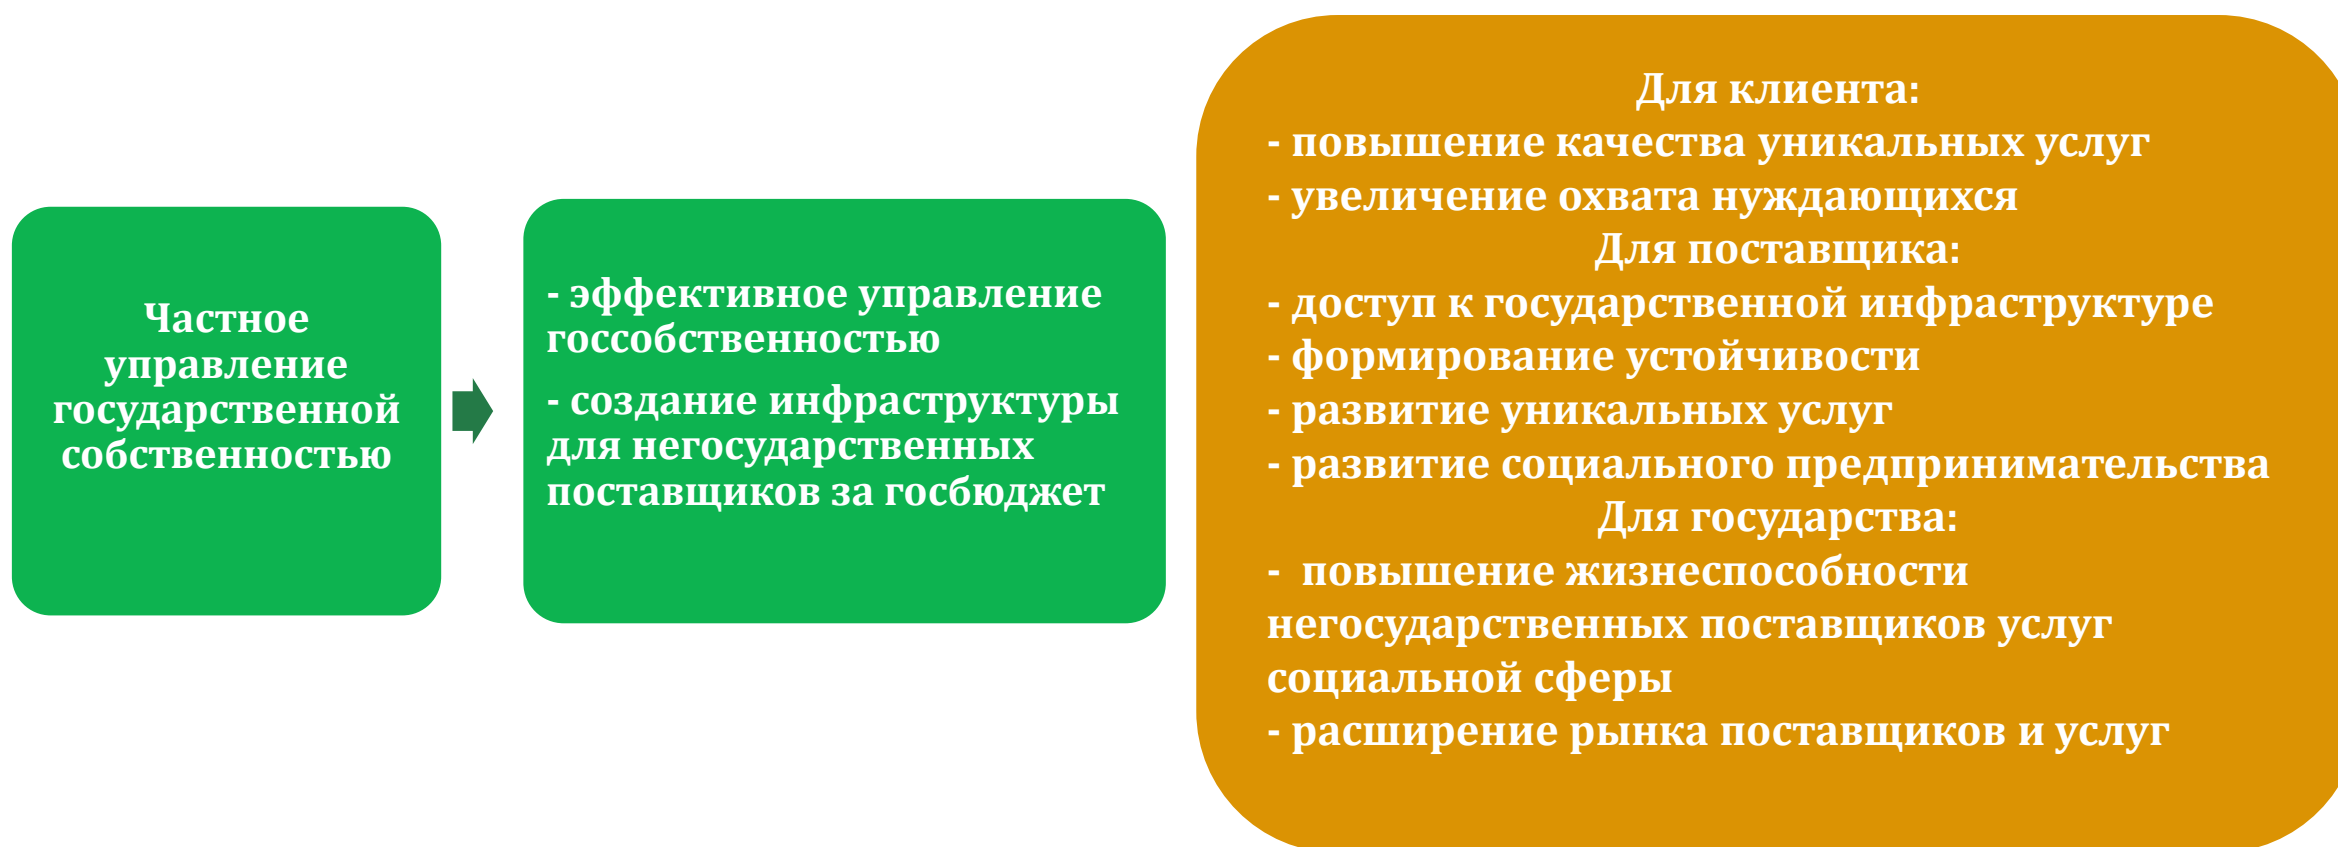 Частное
управление
государственной
собственностью
- эффективное управление
госсобственностью
- создание инфраструктуры
для негосударственных
поставщиков за госбюджет
Для клиента:
- повышение качества уникальных услуг
- увеличение охвата нуждающихся
Для поставщика:
- доступ к государственной инфраструктуре
- формирование устойчивости
- развитие уникальных услуг
- развитие социального предпринимательства
Для государства:
- повышение жизнеспособности
негосударственных поставщиков услуг
социальной сферы
- расширение рынка поставщиков и услуг